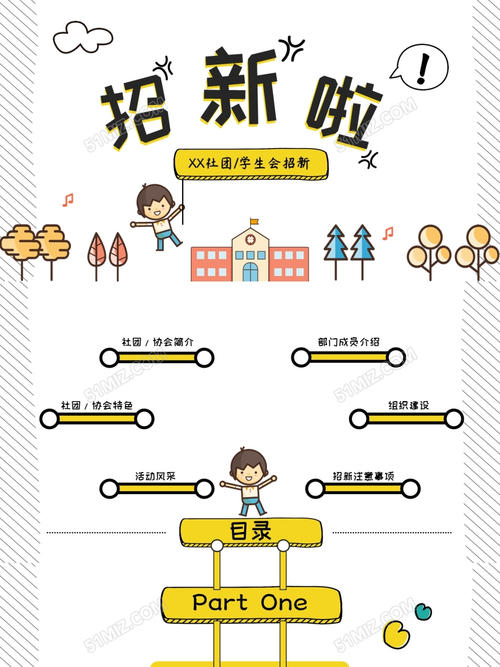 招新啦
XX社团/学生会招新
社团 / 协会简介
部门成员介绍
社团 / 协会特色
组织建设
活动风采
招新注意事项
目录
Part One
51MIZ.COM